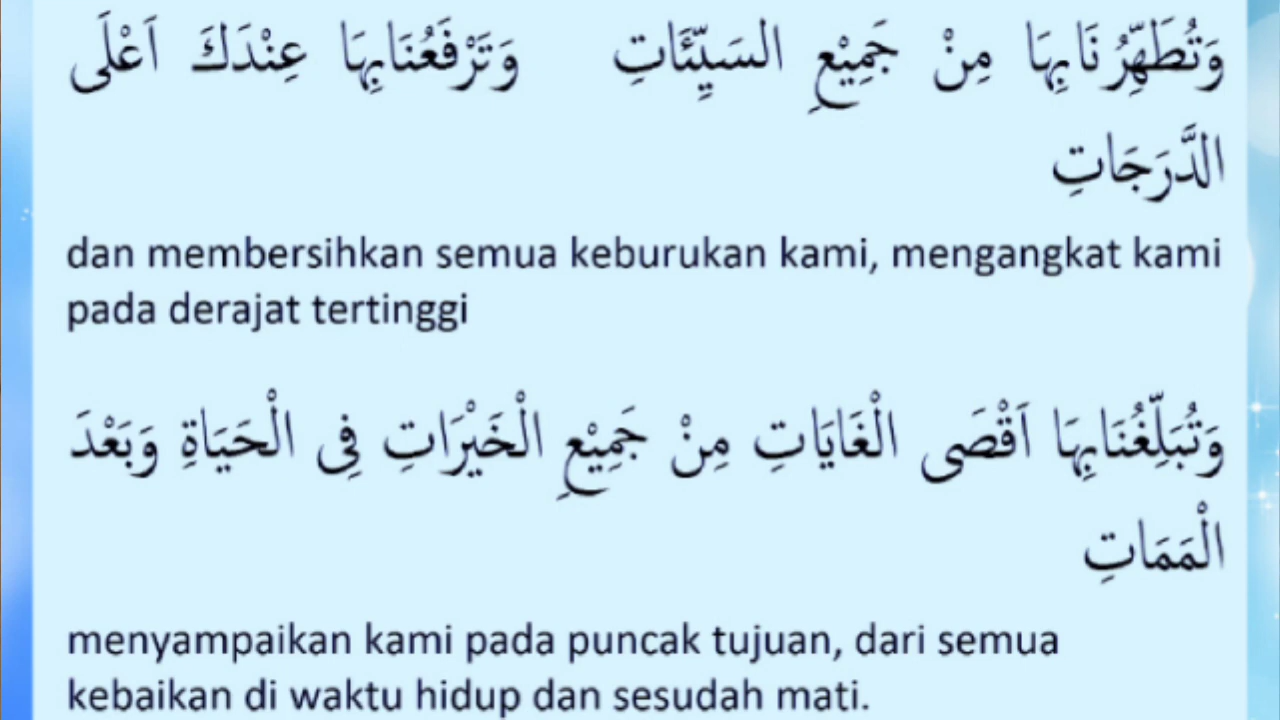 وَتُطَهِّرُنَابِهَا مِنْ جَمِيْعِ السَيِّئَاتِ وَتَرْفَعُنَابِهَا عِنْدَكَ اَعْلَى
الدَّرَجَاتِ
dan membersihkan semua keburukan kami, mengangkat kami
pada derajat tertinggi
وَتُبَلِّغُنَابِهَا اَقْصَى الْغَايَاتِ مِنْ جَمِيْعِ الْخَيْرَاتِ فِى الْحَيَاةِ وَبَعْدَ
الْمَمَاتِ
menyampaikan kami pada puncak tujuan, dari semua
kebaikan di waktu hidup dan sesudah mati.